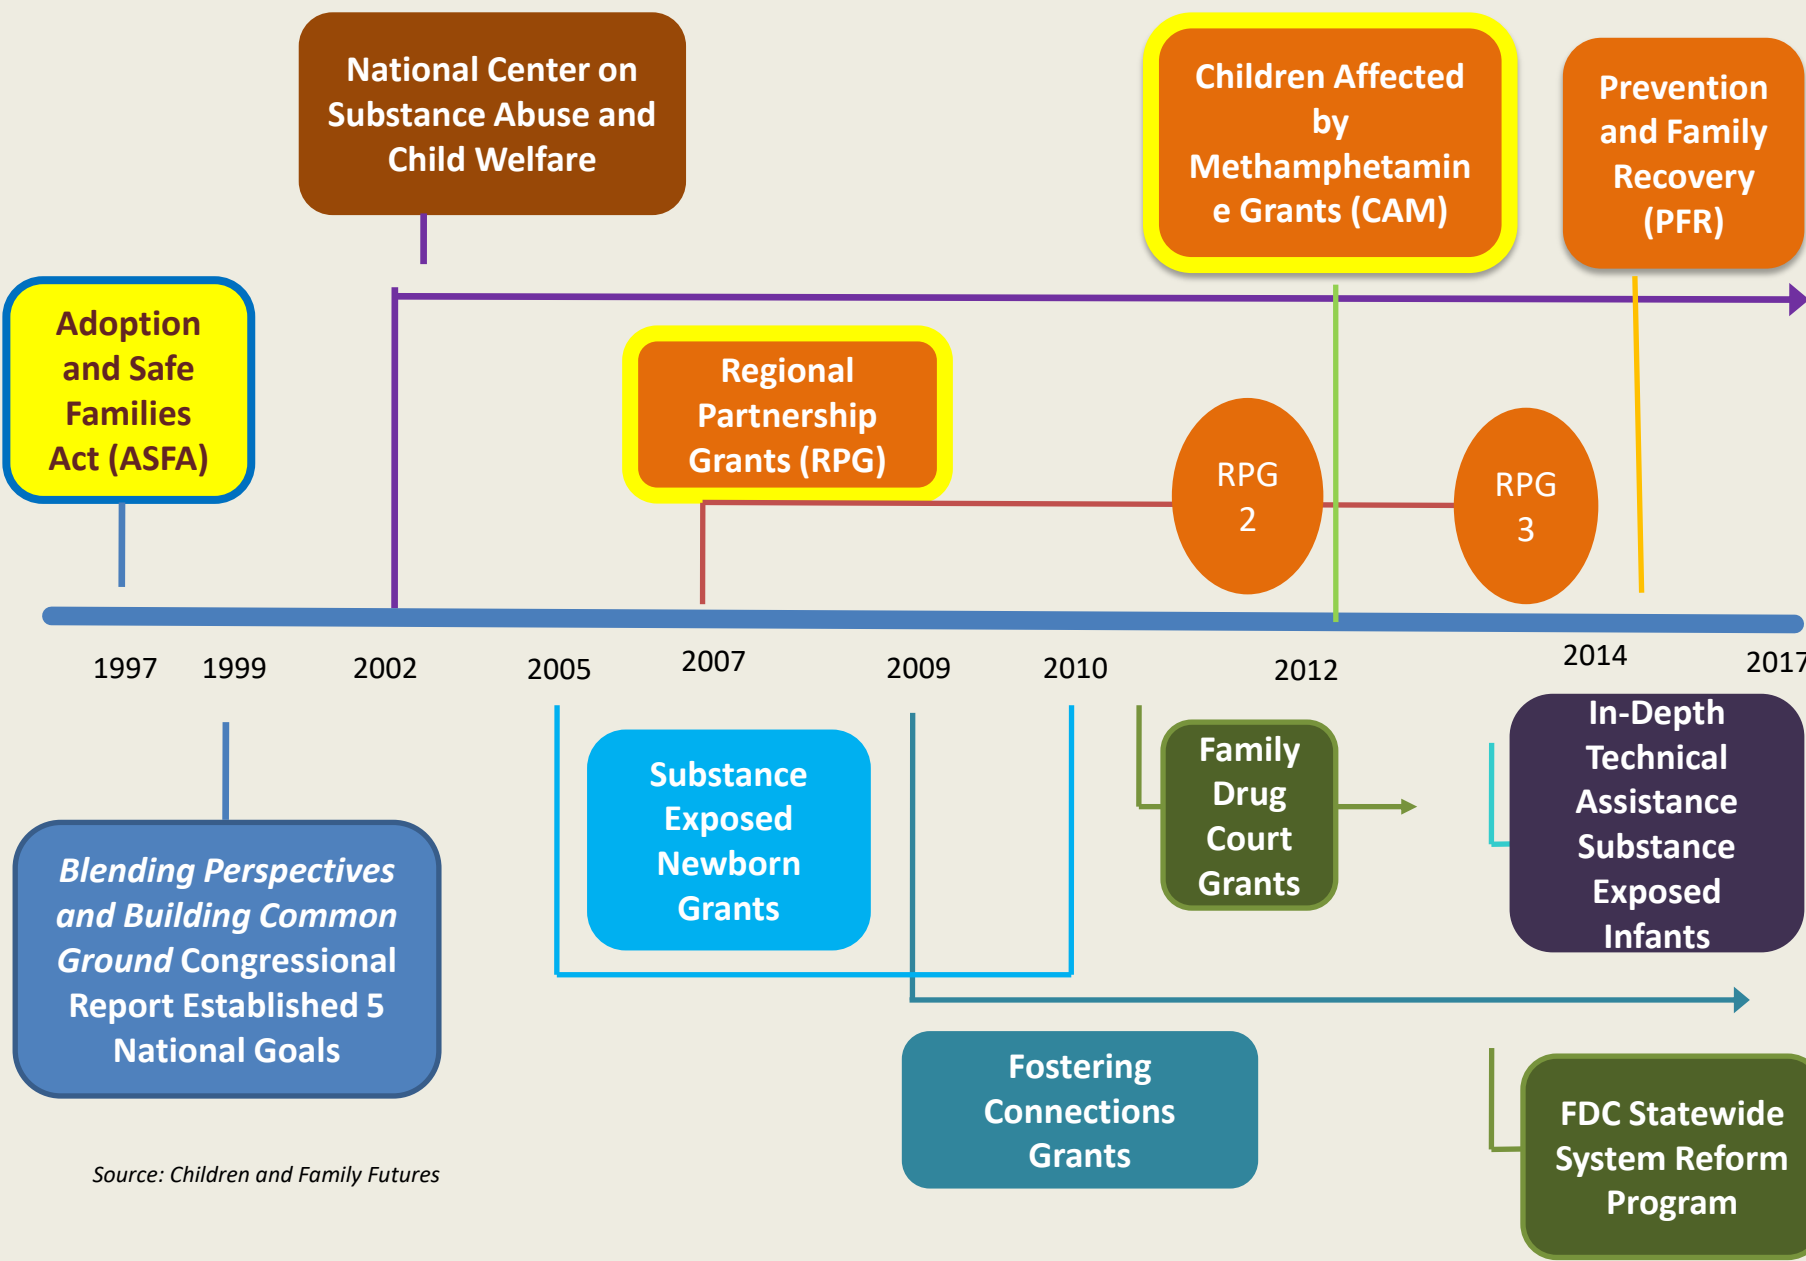 National Center on
Substance Abuse and
Child Welfare
Children Affected
by
Methamphetamin
e Grants (CAM)
Prevention
and Family
Recovery
(PFR)
Adoption
and Safe
Families
Act (ASFA)
Regional
Partnership
Grants (RPG)
RPG
2
RPG
3
1997
1999
2002
2005
2007
2009
2010
2012
2014
2017
Blending Perspectives
and Building Common
Ground Congressional
Report Established 5
National Goals
Substance
Exposed
Newborn
Grants
Family
Drug
Court
Grants
In-Depth
Technical
Assistance
Substance
Exposed
Infants
Fostering
Connections
Grants
FDC Statewide
System Reform
Program
Source: Children and Family Futures